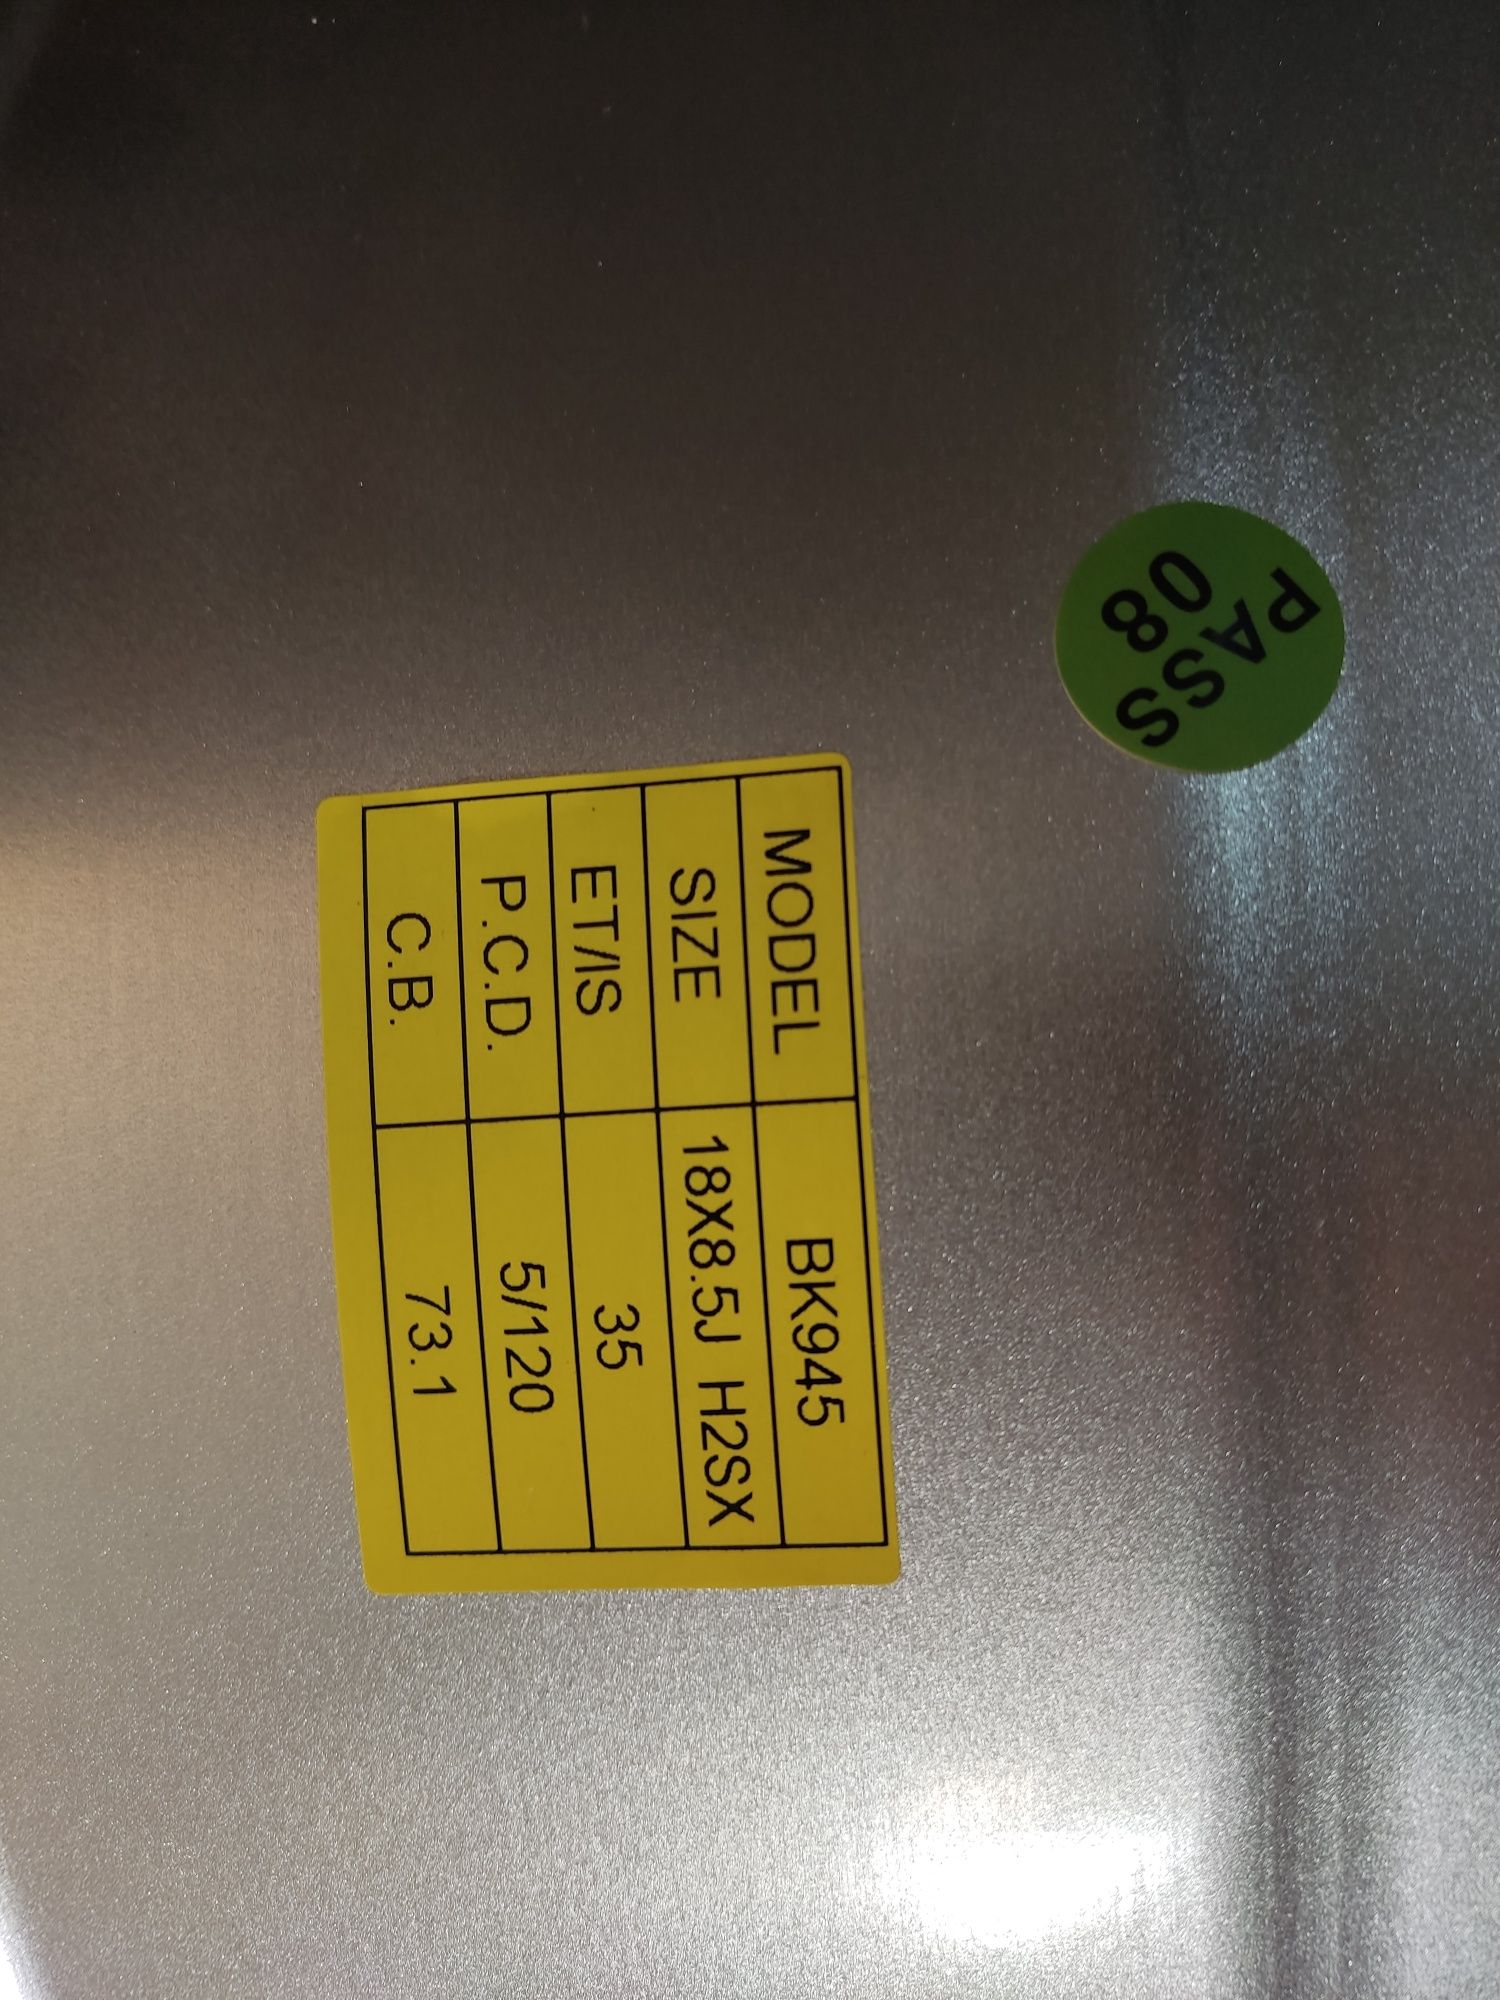 MODEL BK945
SIZE 18X8.5J H2SX
ET/IS 35
P.C.D. 5/120
C.B. 73.1
PASS
08